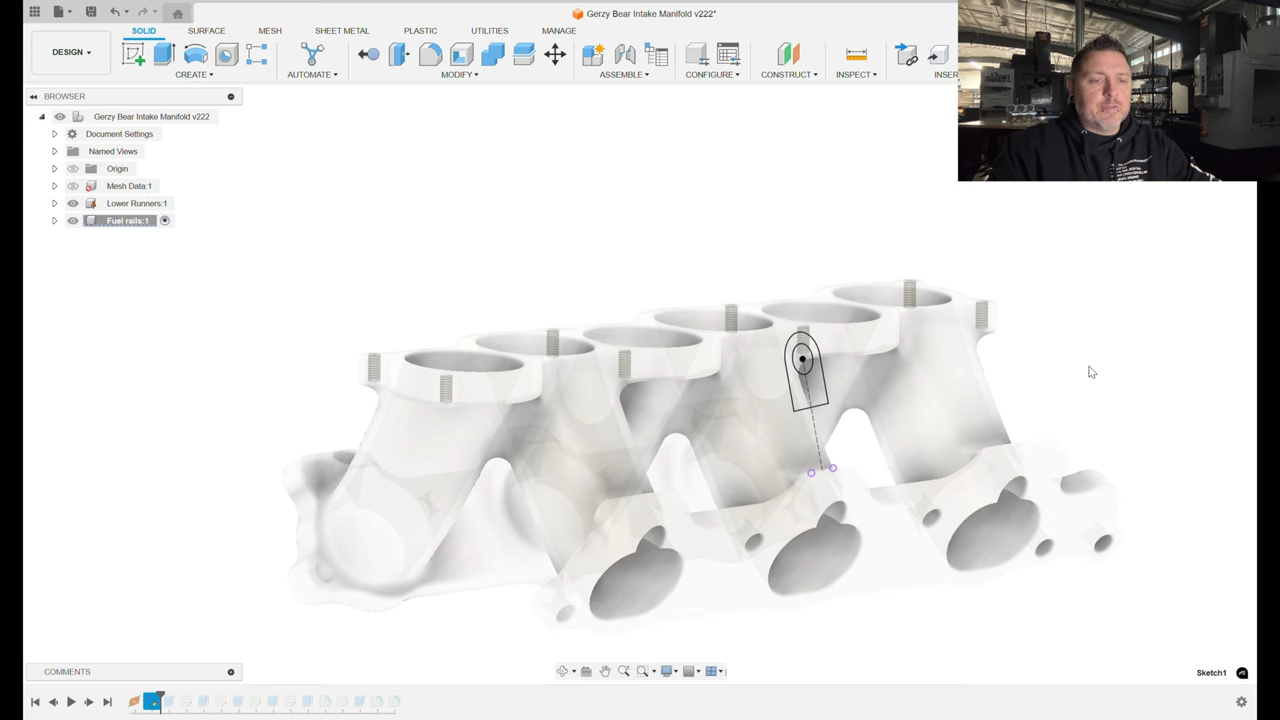 Gerzy Bear Intake Manifold v222*
SOLID SURFACE MESH SHEET METAL PLASTIC UTILITIES MANAGE
DESIGN
CREATE AUTOMATE MODIFY ASSEMBLE CONFIGURE CONSTRUCT INSPECT INSER
BROWSER
Gerzy Bear Intake Manifold v222
Document Settings
Named Views
Origin
Mesh Data:1
Lower Runners:1
Fuel rails:1
COMMENTS
Sketch1